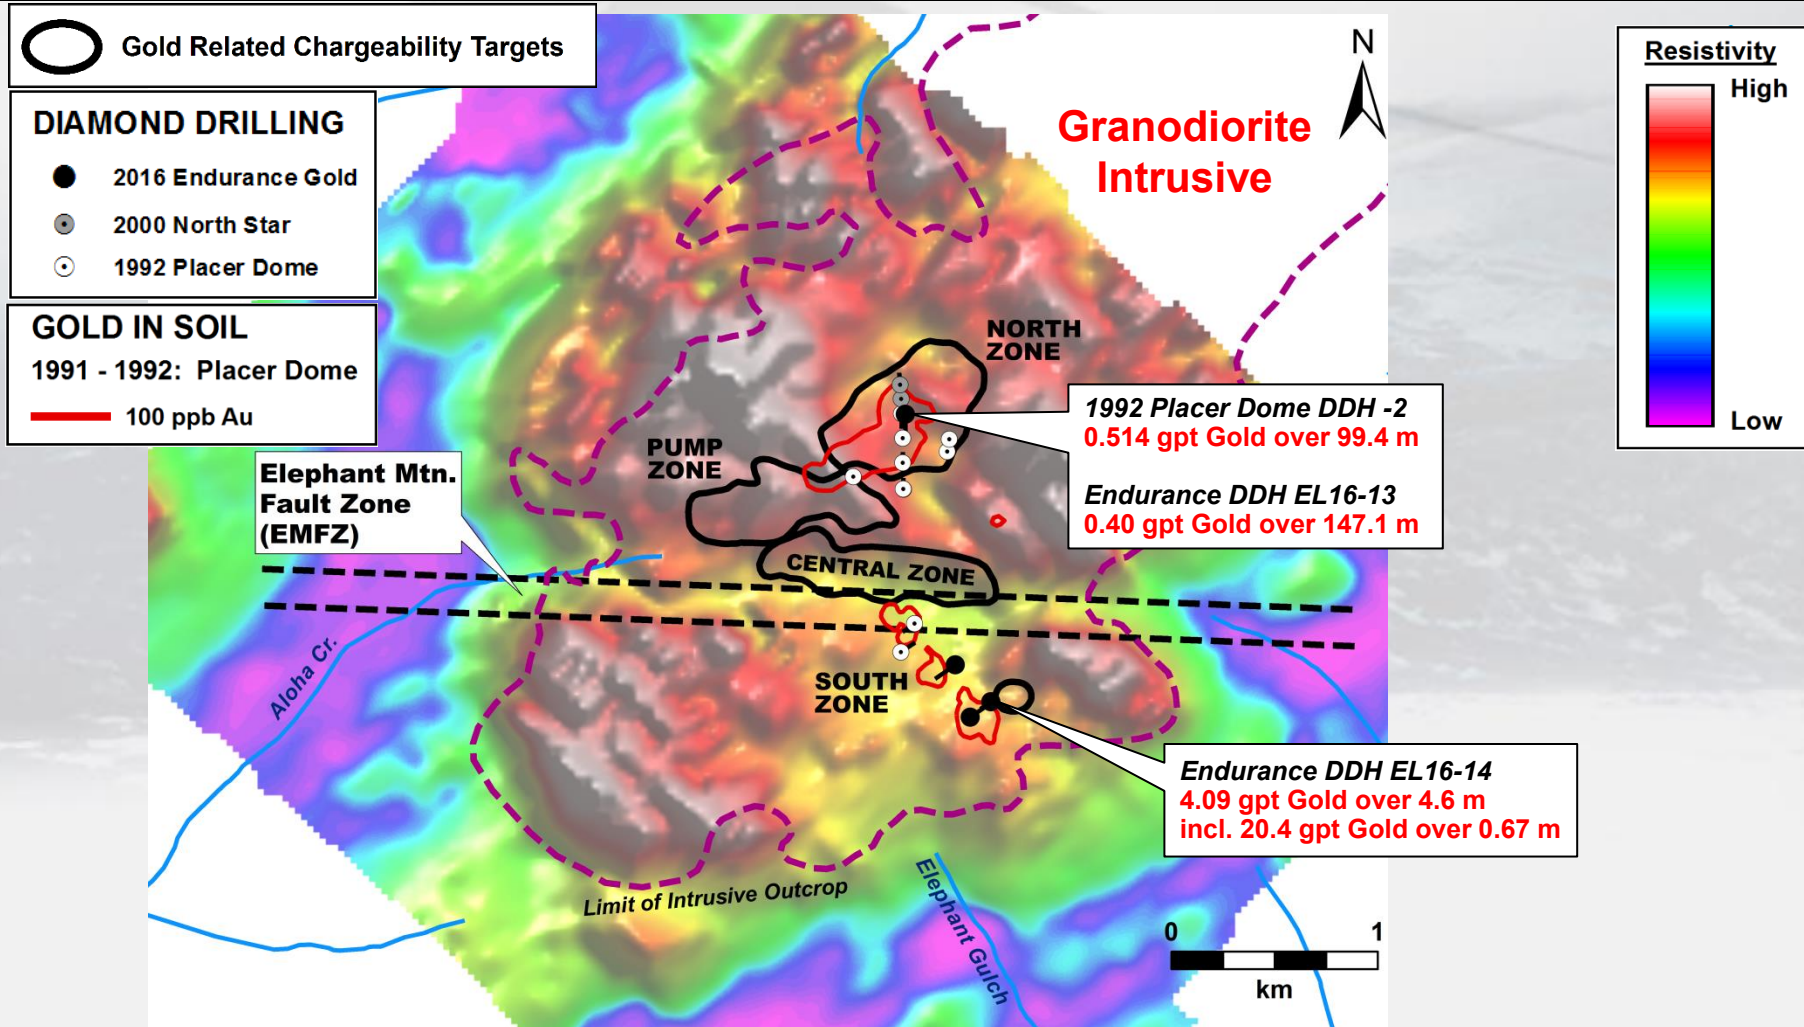 Gold Related Chargeability Targets
DIAMOND DRILLING
2016 Endurance Gold
2000 North Star
1992 Placer Dome
GOLD IN SOIL
1991 - 1992: Placer Dome
100 ppb Au
Resistivity
High
Low
N
Granodiorite
Intrusive
NORTH
ZONE
PUMP
ZONE
1992 Placer Dome DDH -2
0.514 gpt Gold over 99.4 m
Endurance DDH EL16-13
0.40 gpt Gold over 147.1 m
Elephant Mtn.
Fault Zone
(EMFZ)
CENTRAL ZONE
Aloha Cr.
SOUTH
ZONE
Endurance DDH EL16-14
4.09 gpt Gold over 4.6 m
incl. 20.4 gpt Gold over 0.67 m
Limit of Intrusive Outcrop
Elephant Gulch
0 1
km